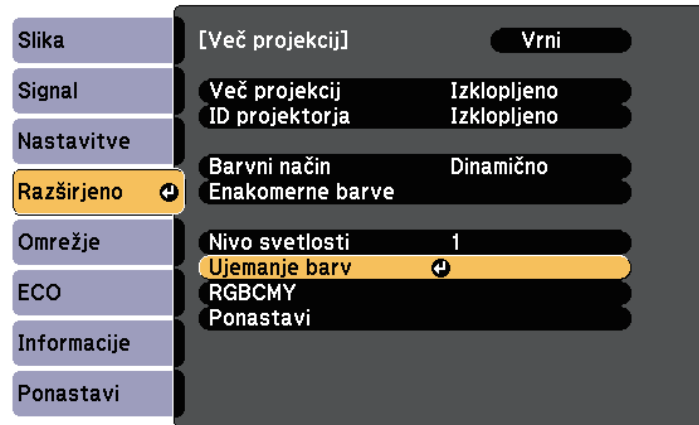 Slika
Signal
Nastavitve
Razširjeno
Omrežje
ECO
Informacije
Ponastavi
[Več projekcij] Vrni
Več projekcij Izklopljeno
ID projektorja Izklopljeno
Barvni način Dinamično
Enakomerne barve
Nivo svetlosti 1
Ujemanje barv
RGBCMY
Ponastavi